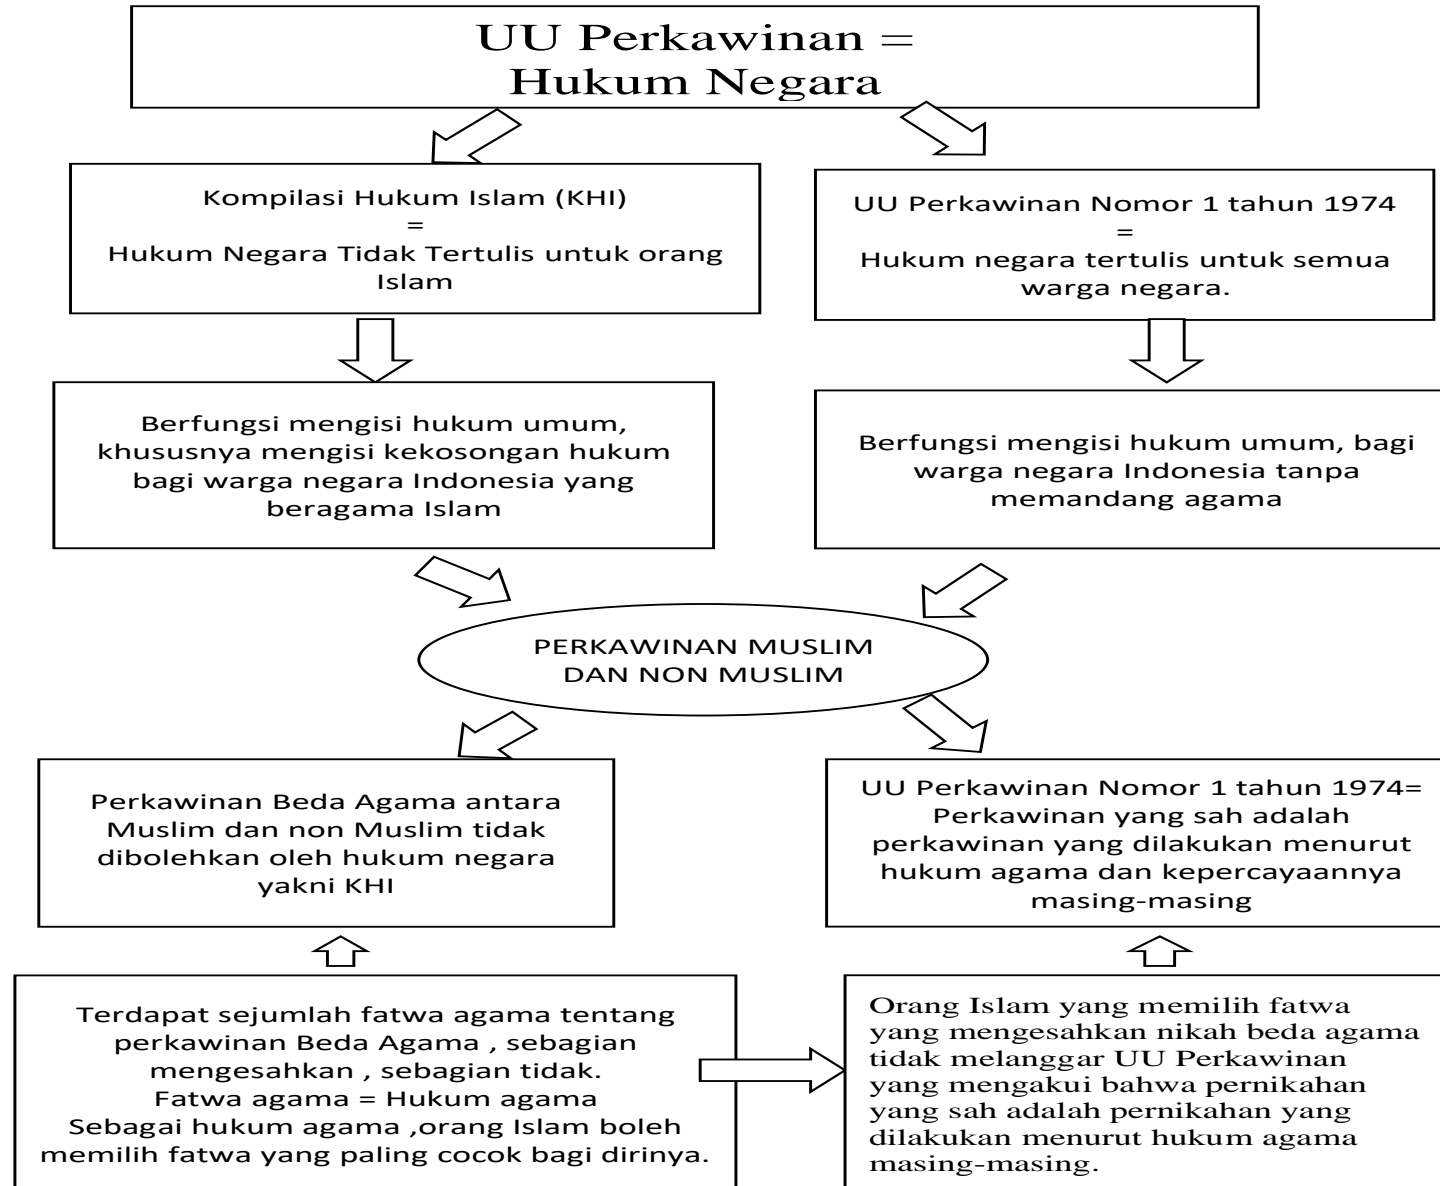 UU Perkawinan =
Hukum Negara
Kompilasi Hukum Islam (KHI)
=
Hukum Negara Tidak Tertulis untuk orang
Islam
UU Perkawinan Nomor 1 tahun 1974
=
Hukum negara tertulis untuk semua
warga negara.
Berfungsi mengisi hukum umum,
khususnya mengisi kekosongan hukum
bagi warga negara Indonesia yang
beragama Islam
Berfungsi mengisi hukum umum, bagi
warga negara Indonesia tanpa
memandang agama
PERKAWINAN MUSLIM
DAN NON MUSLIM
Perkawinan Beda Agama antara
Muslim dan non Muslim tidak
dibolehkan oleh hukum negara
yakni KHI
UU Perkawinan Nomor 1 tahun 1974=
Perkawinan yang sah adalah
perkawinan yang dilakukan menurut
hukum agama dan kepercayaannya
masing-masing
Terdapat sejumlah fatwa agama tentang
perkawinan Beda Agama , sebagian
mengesahkan , sebagian tidak.
Fatwa agama = Hukum agama
Sebagai hukum agama ,orang Islam boleh
memilih fatwa yang paling cocok bagi dirinya.
Orang Islam yang memilih fatwa
yang mengesahkan nikah beda agama
tidak melanggar UU Perkawinan
yang mengakui bahwa pernikahan
yang sah adalah pernikahan yang
dilakukan menurut hukum agama
masing-masing.